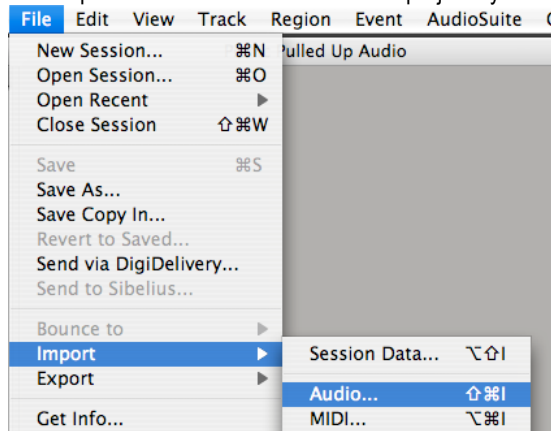 File Edit View Track Region Event AudioSuite
Pulled Up Audio
New Session... ⌘N
Open Session... ⌘O
Open Recent ▶
Close Session ⇧⌘W
Save ⌘S
Save As...
Save Copy In...
Revert to Saved...
Send via DigiDelivery...
Send to Sibelius...
Bounce to ▶
Import ▶
Export ▶
Get Info...
Session Data... ⌥⇧I
Audio... ⇧⌘I
MIDI... ⌥⌘I